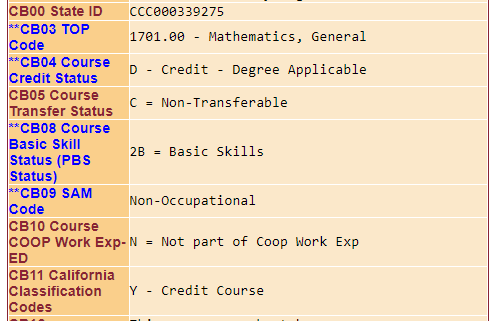 CB00 State ID
CCC000339275
**CB03 TOP
Code
1701.00 - Mathematics, General
**CB04 Course
Credit Status
D - Credit - Degree Applicable
CB05 Course
Transfer Status
C = Non-Transferable
**CB08 Course
Basic Skill
Status (PBS
Status)
2B = Basic Skills
**CB09 SAM
Code
Non-Occupational
CB10 Course
COOP Work Exp-
ED
N = Not part of Coop Work Exp
CB11 California
Classification
Codes
Y - Credit Course